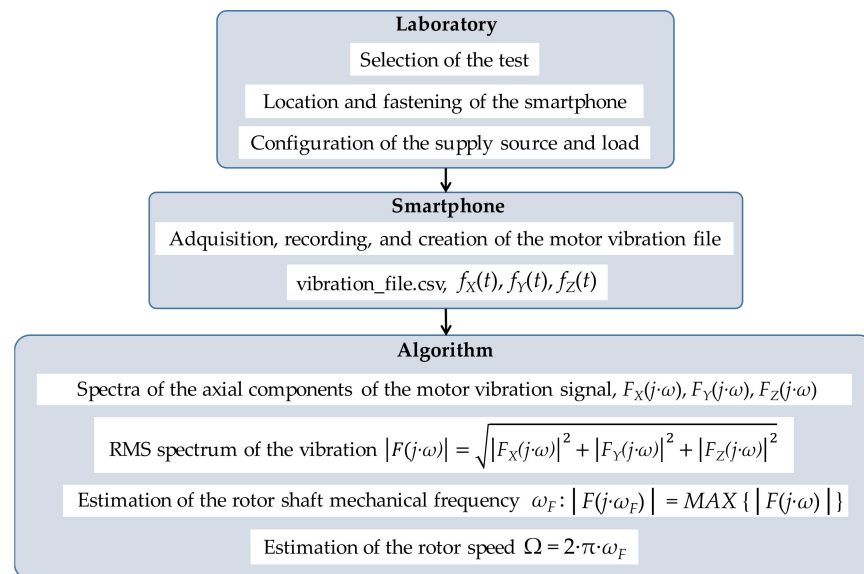 Laboratory
Selection of the test
Location and fastening of the smartphone
Configuration of the supply source and load
Smartphone
Adquisition, recording, and creation of the motor vibration file
vibration_file.csv, f_X(t), f_Y(t), f_Z(t)
Algorithm
Spectra of the axial components of the motor vibration signal, F_X(j·ω), F_Y(j·ω), F_Z(j·ω)
RMS spectrum of the vibration |F(j·ω)| = √(|F_X(j·ω)|² + |F_Y(j·ω)|² + |F_Z(j·ω)|²)
Estimation of the rotor shaft mechanical frequency ω_F : |F(j·ω_F)| = MAX{|F(j·ω)|}
Estimation of the rotor speed Ω = 2·π·ω_F